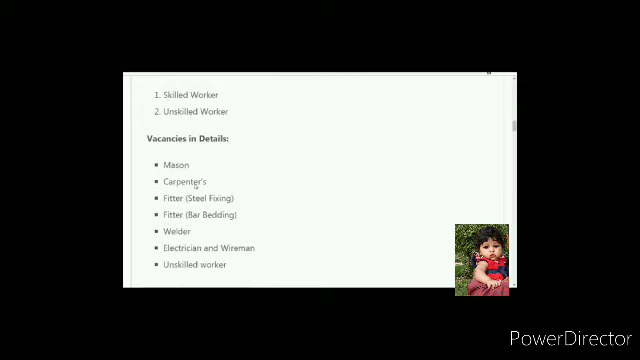 1. Skilled Worker
2. Unskilled Worker
Vacancies in Details:
▪ Mason
▪ Carpenter's
▪ Fitter (Steel Fixing)
▪ Fitter (Bar Bedding)
▪ Welder
▪ Electrician and Wireman
▪ Unskilled worker
PowerDirector